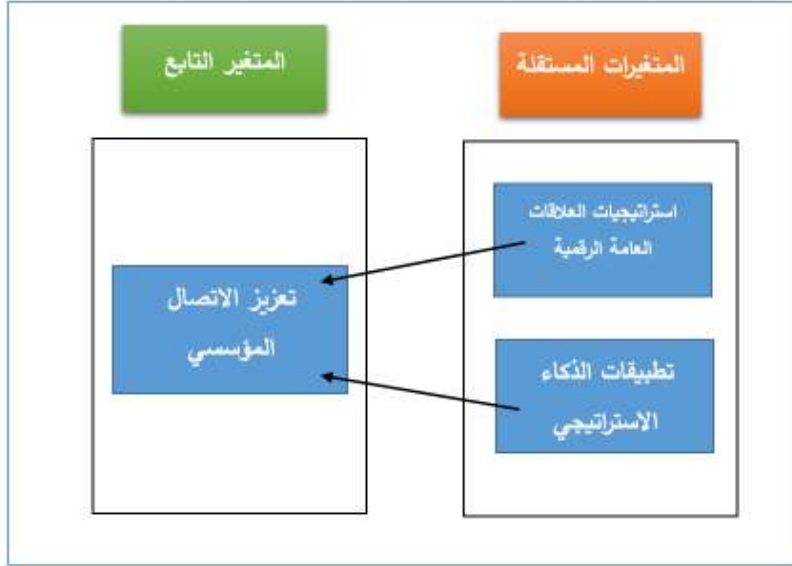 المتغيرات المستقلة
المتغير التابع
استراتيجيات العلاقات
العامة الرقمية
تطبيقات الذكاء
الاستراتيجي
تعزيز الاتصال
المؤسسي